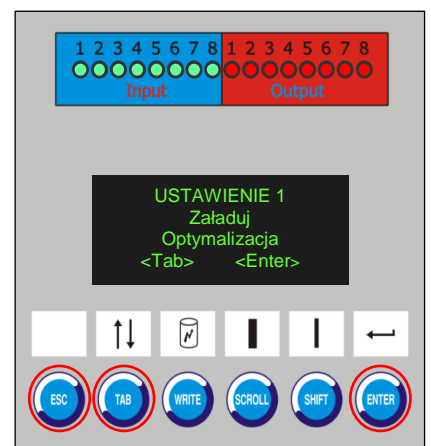 1 2 3 4 5 6 7 8 1 2 3 4 5 6 7 8
Input Output
USTAWIENIE 1
Załaduj
Optymalizacja
<Tab> <Enter>
ESC TAB WRITE SCROLL SHIFT ENTER